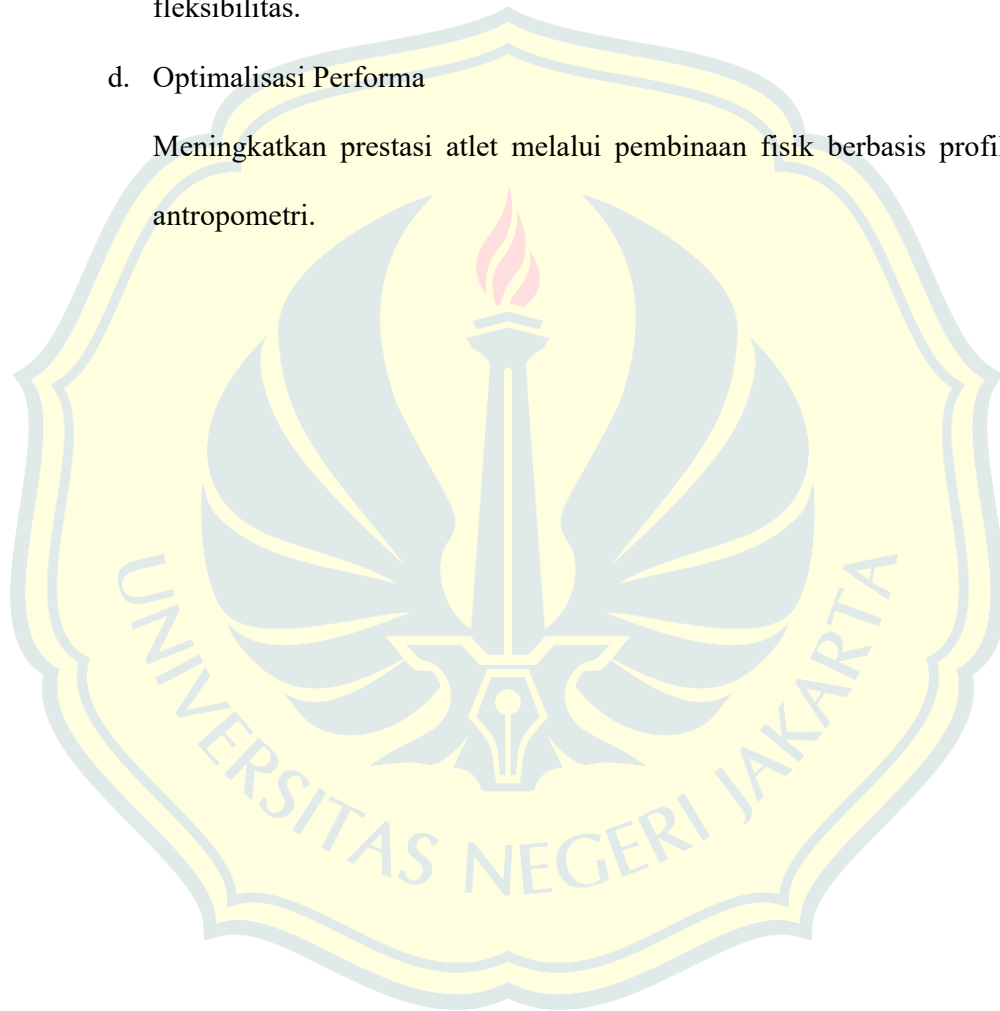 fleksibilitas.
d. Optimalisasi Performa
Meningkatkan prestasi atlet melalui pembinaan fisik berbasis profil
antropometri.
UNIVERSITAS NEGERI JAKARTA